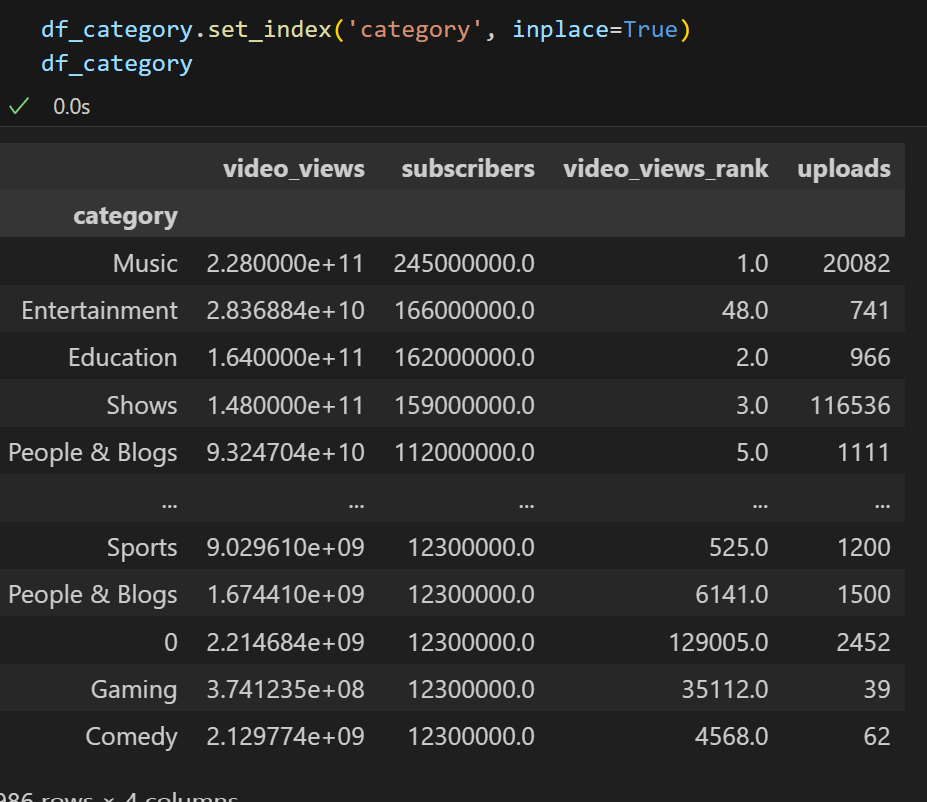 df_category.set_index('category', inplace=True)
df_category
0.0s
video_views subscribers video_views_rank uploads
category
Music 2.280000e+11 245000000.0 1.0 20082
Entertainment 2.836884e+10 166000000.0 48.0 741
Education 1.640000e+11 162000000.0 2.0 966
Shows 1.480000e+11 159000000.0 3.0 116536
People & Blogs 9.324704e+10 112000000.0 5.0 1111
... ... ... ... ...
Sports 9.029610e+09 12300000.0 525.0 1200
People & Blogs 1.674410e+09 12300000.0 6141.0 1500
0 2.214684e+09 12300000.0 129005.0 2452
Gaming 3.741235e+08 12300000.0 35112.0 39
Comedy 2.129774e+09 12300000.0 4568.0 62
986 rows × 4 columns